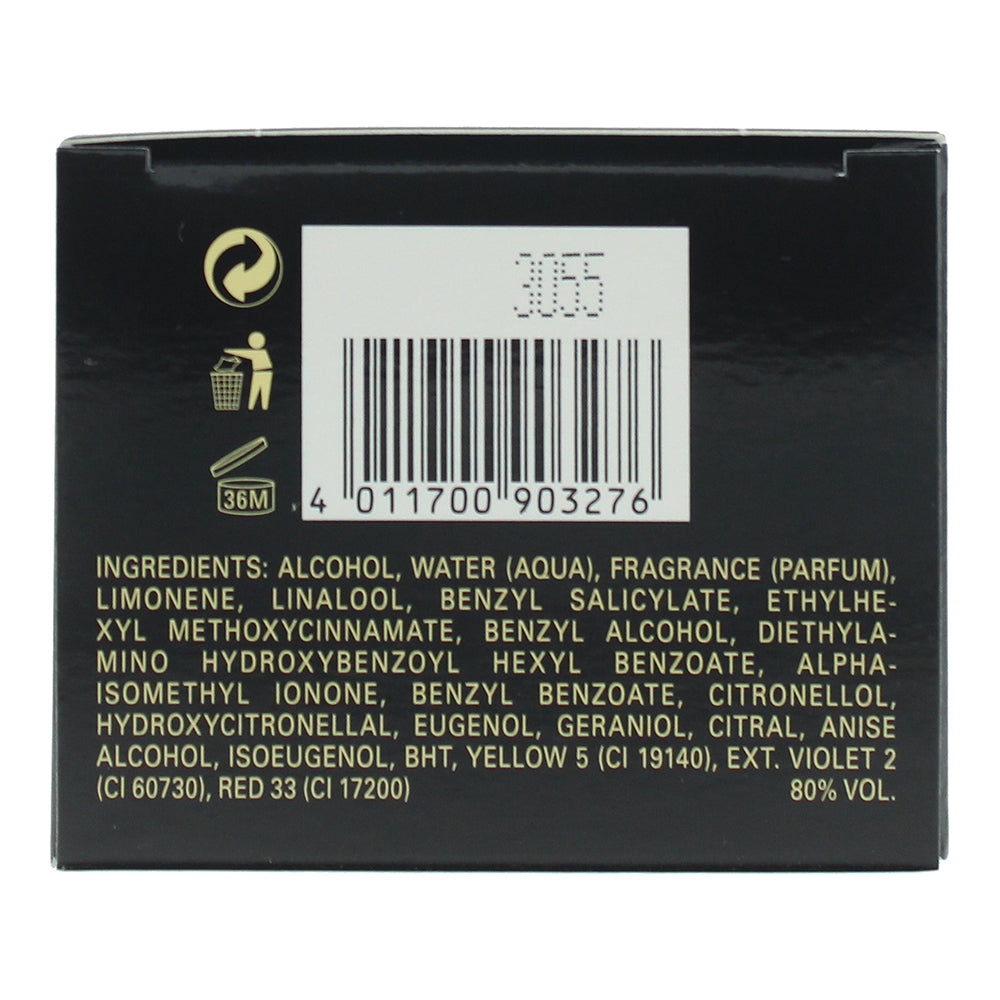 3055
36M
4 011700 903276
INGREDIENTS: ALCOHOL, WATER (AQUA), FRAGRANCE (PARFUM),
LIMONENE, LINALOOL, BENZYL SALICYLATE, ETHYLHE-
XYL METHOXYCINNAMATE, BENZYL ALCOHOL, DIETHYLA-
MINO HYDROXYBENZOYL HEXYL BENZOATE, ALPHA-
ISOMETHYL IONONE, BENZYL BENZOATE, CITRONELLOL,
HYDROXYCITRONELLAL, EUGENOL, GERANIOL, CITRAL, ANISE
ALCOHOL, ISOEUGENOL, BHT, YELLOW 5 (CI 19140), EXT. VIOLET 2
(CI 60730), RED 33 (CI 17200) 80% VOL.